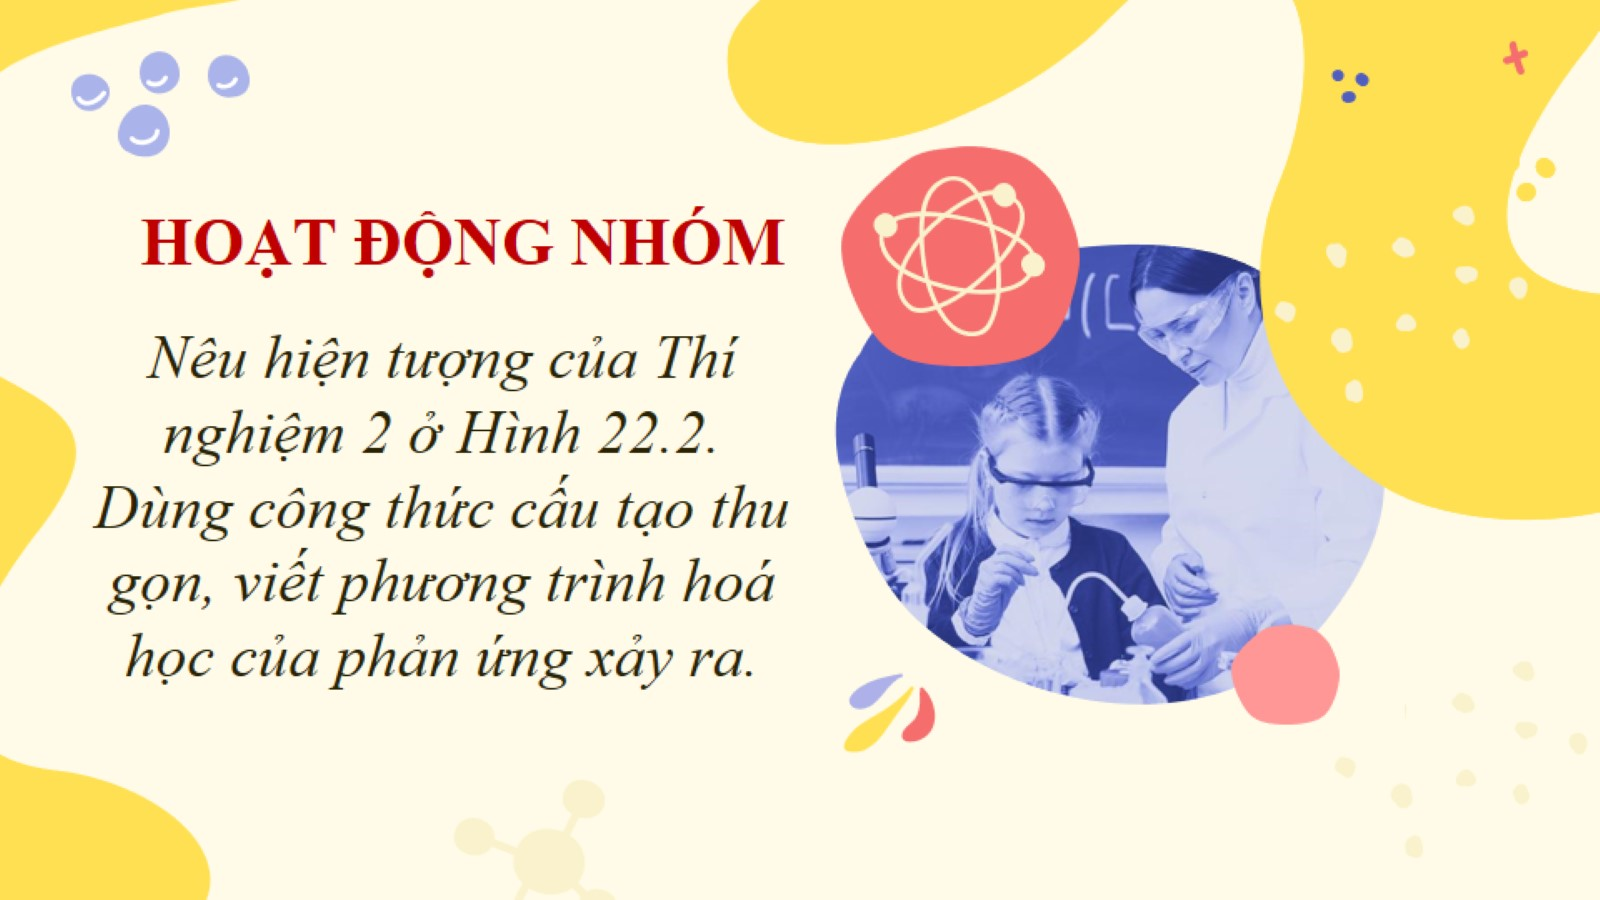 HOẠT ĐỘNG NHÓM
Nêu hiện tượng của Thí
nghiệm 2 ở Hình 22.2.
Dùng công thức cấu tạo thu
gọn, viết phương trình hoá
học của phản ứng xảy ra.